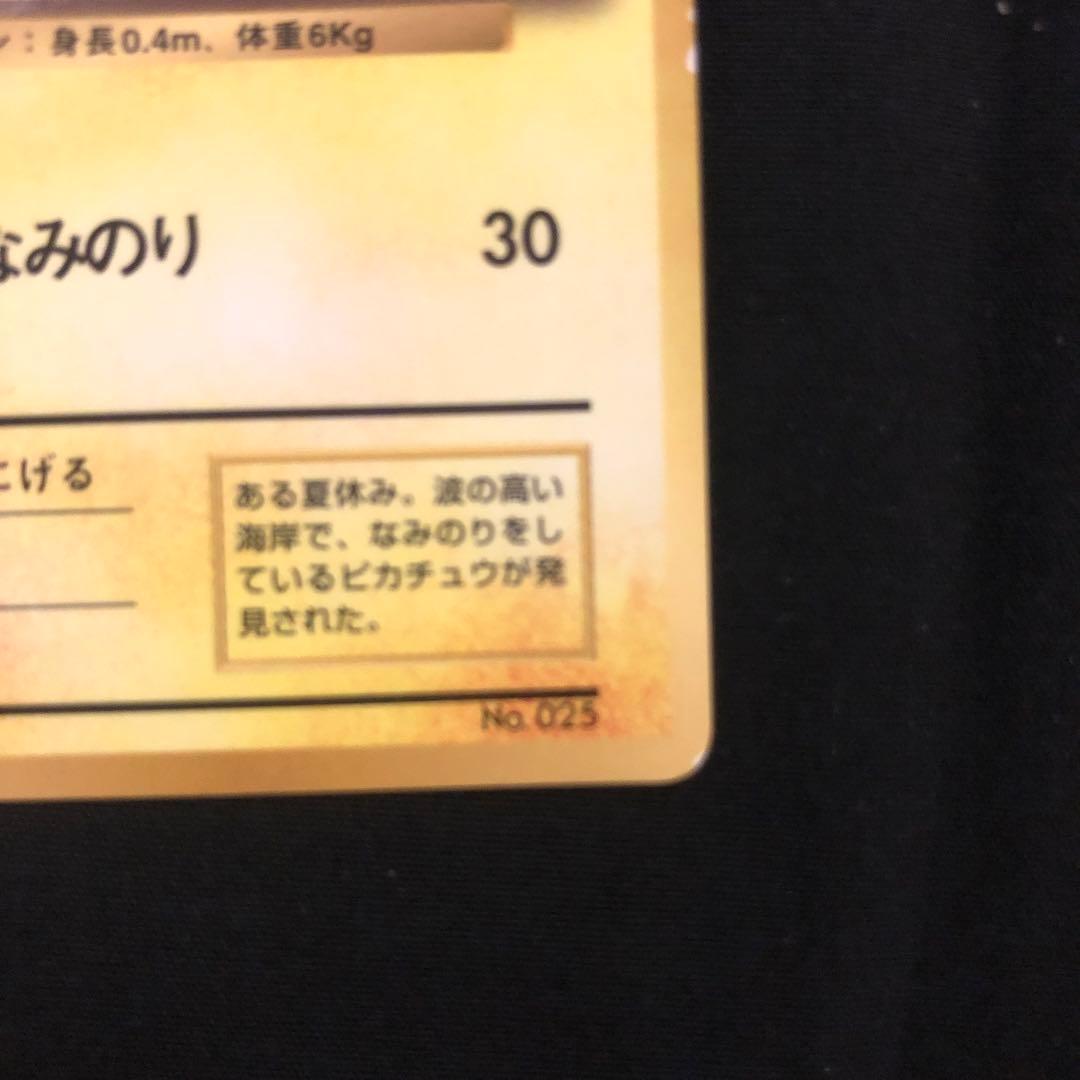 ン：身長0.4m、体重6Kg
なみのり 30
にげる
ある夏休み。波の高い
海岸で、なみのりをし
ているピカチュウが発
見された。
No. 025